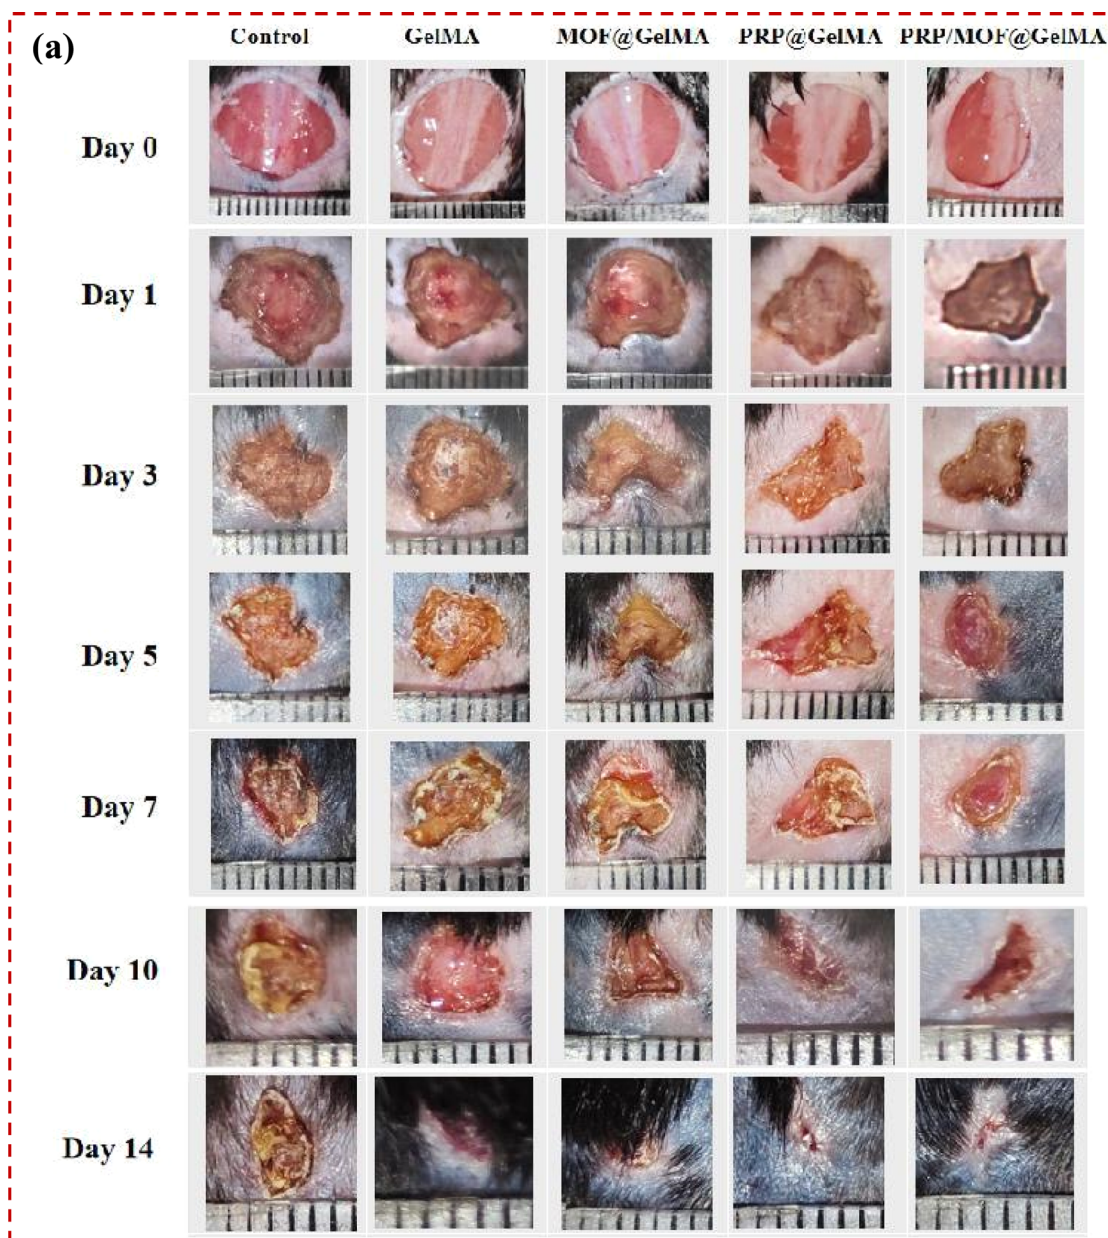 (a) Control GelMA MOF@GelMA PRP@GelMA PRP/MOF@GelMA
Day 0
Day 1
Day 3
Day 5
Day 7
Day 10
Day 14